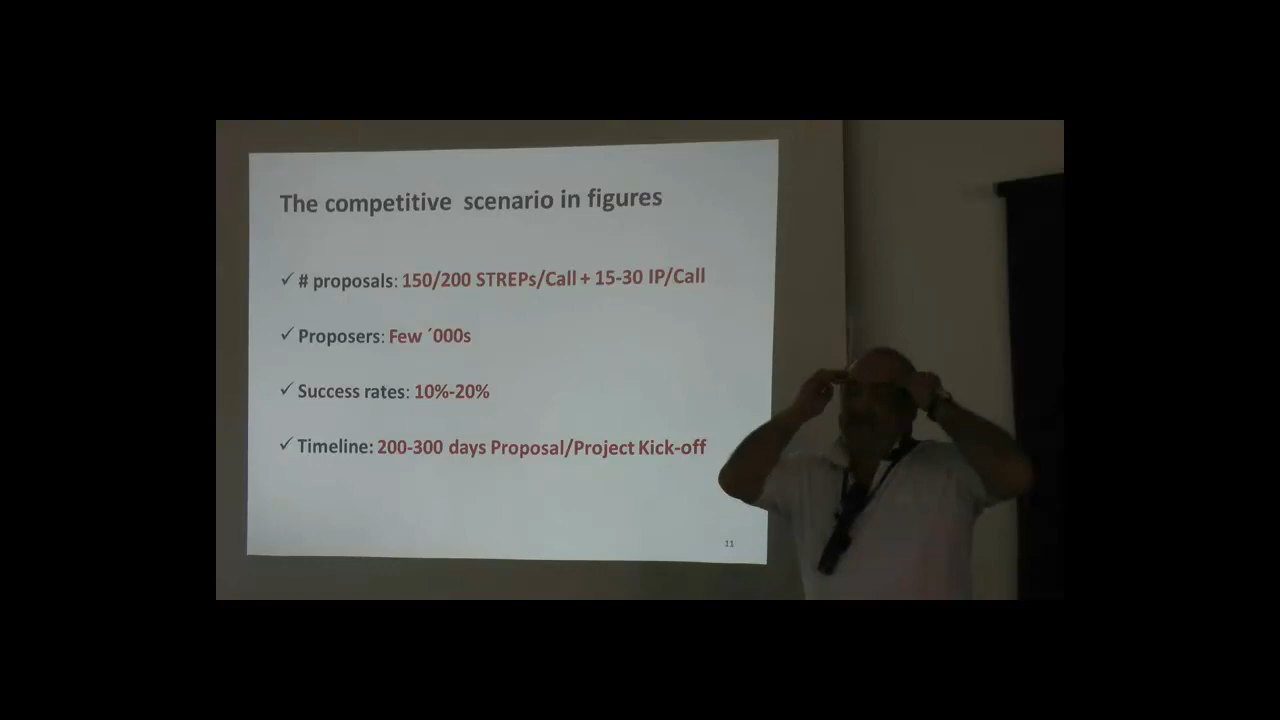 The competitive scenario in figures
✓ # proposals: 150/200 STREPs/Call + 15-30 IP/Call
✓ Proposers: Few ´000s
✓ Success rates: 10%-20%
✓ Timeline: 200-300 days Proposal/Project Kick-off
11